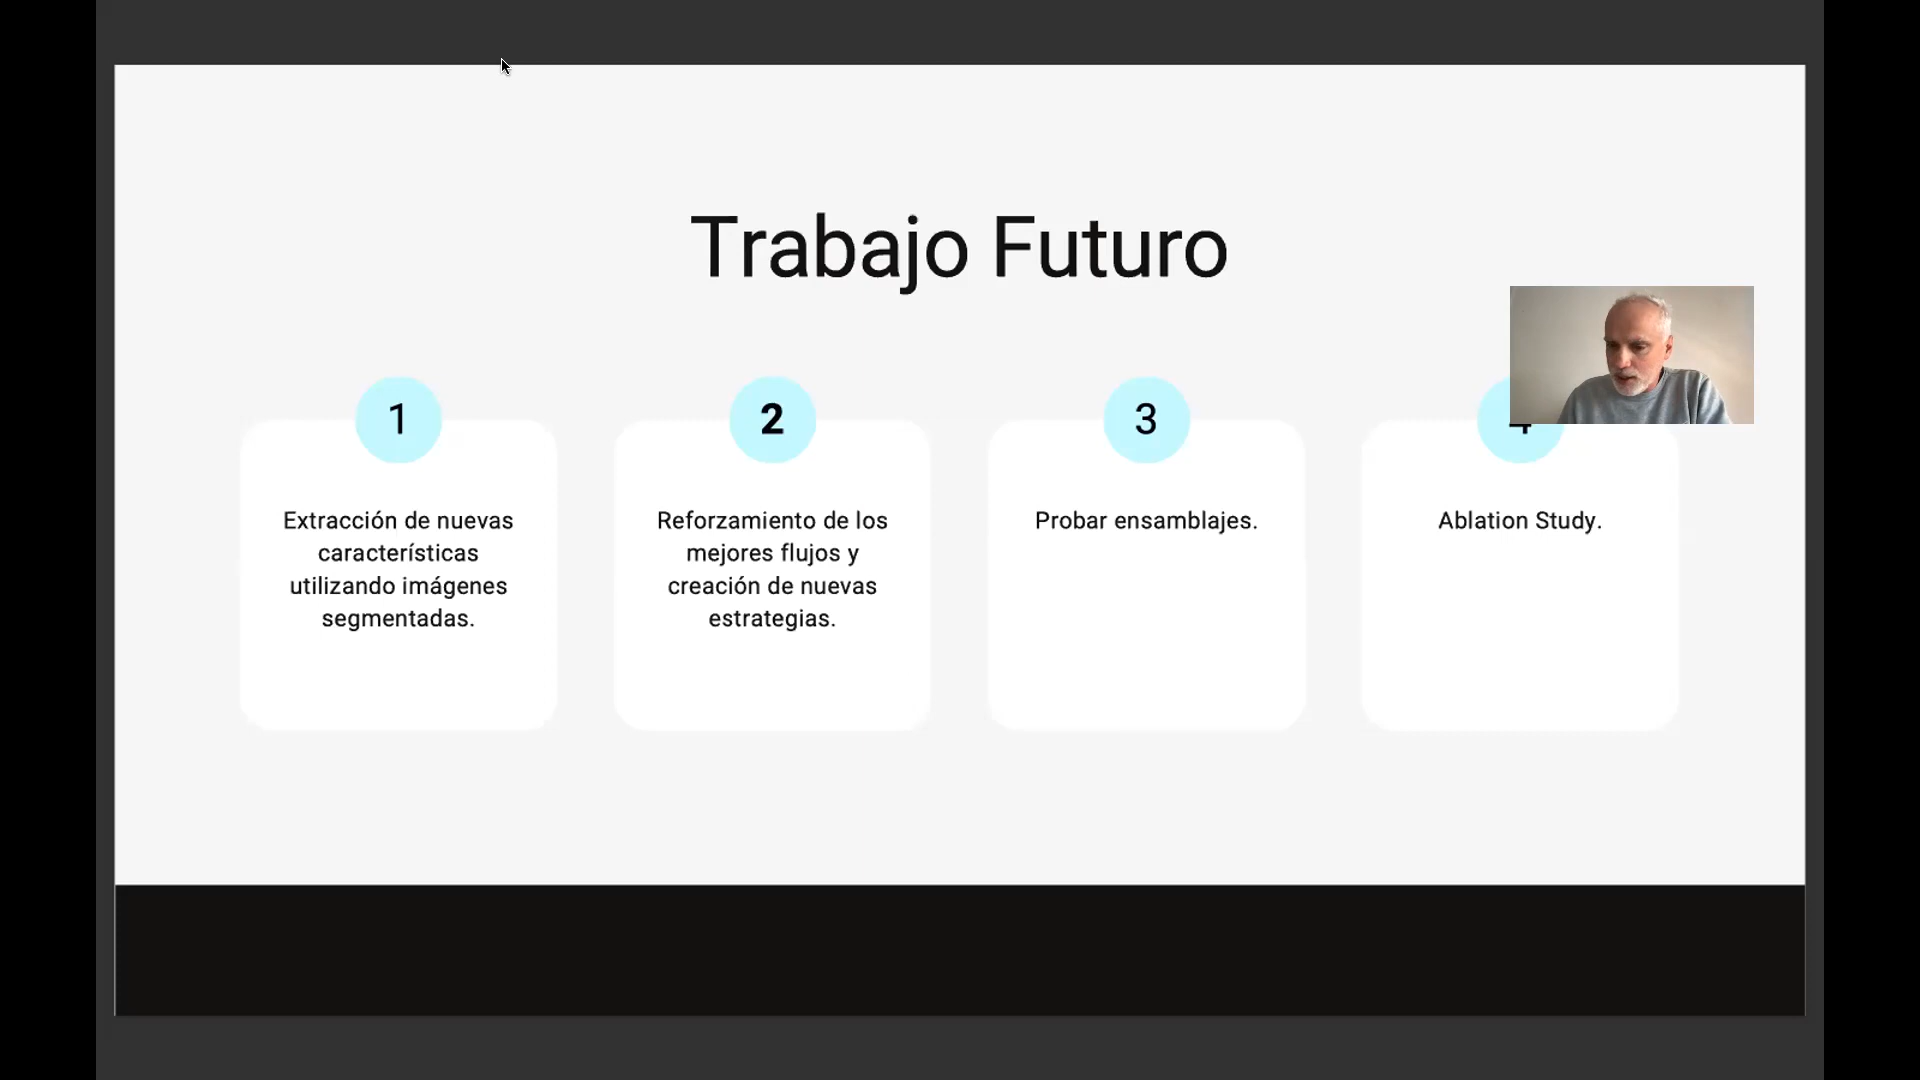 Trabajo Futuro
1
Extracción de nuevas
características
utilizando imágenes
segmentadas.
2
Reforzamiento de los
mejores flujos y
creación de nuevas
estrategias.
3
Probar ensamblajes.
4
Ablation Study.